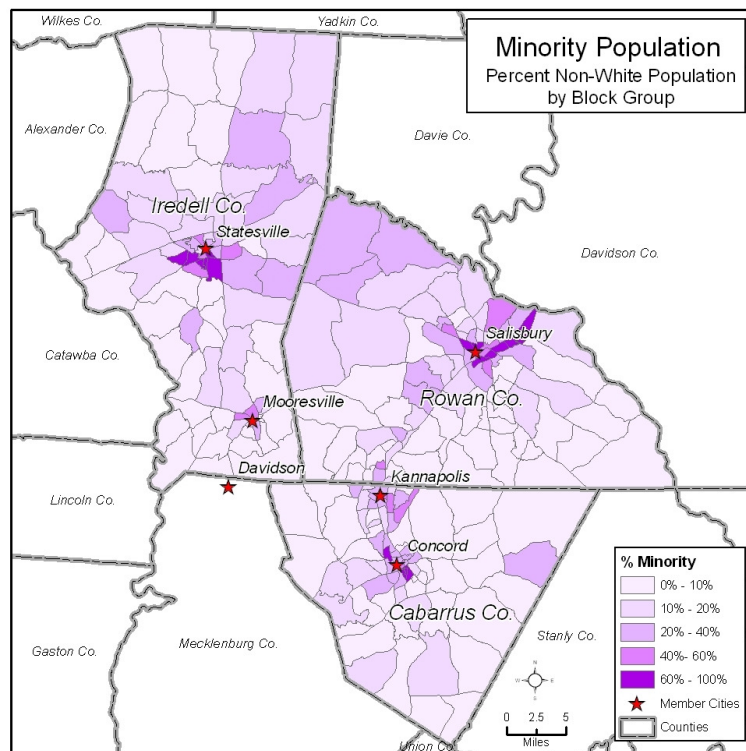 Wilkes Co.
Yadkin Co.
Minority Population
Percent Non-White Population
by Block Group
Alexander Co.
Davie Co.
Iredell Co.
Statesville
Davidson Co.
Salisbury
Catawba Co.
Rowan Co.
Mooresville
Davidson
Kannapolis
Lincoln Co.
Concord
Cabarrus Co.
Gaston Co.
Mecklenburg Co.
Stanly Co.
Union Co.
% Minority
0% - 10%
10% - 20%
20% - 40%
40%- 60%
60% - 100%
Member Cities
Counties
N
W
E
S
0 2.5 5
Miles